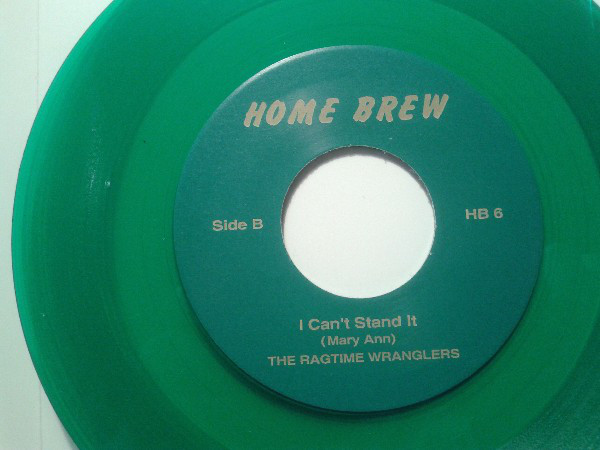 HOME BREW
Side B
HB 6
I Can't Stand It
(Mary Ann)
THE RAGTIME WRANGLERS